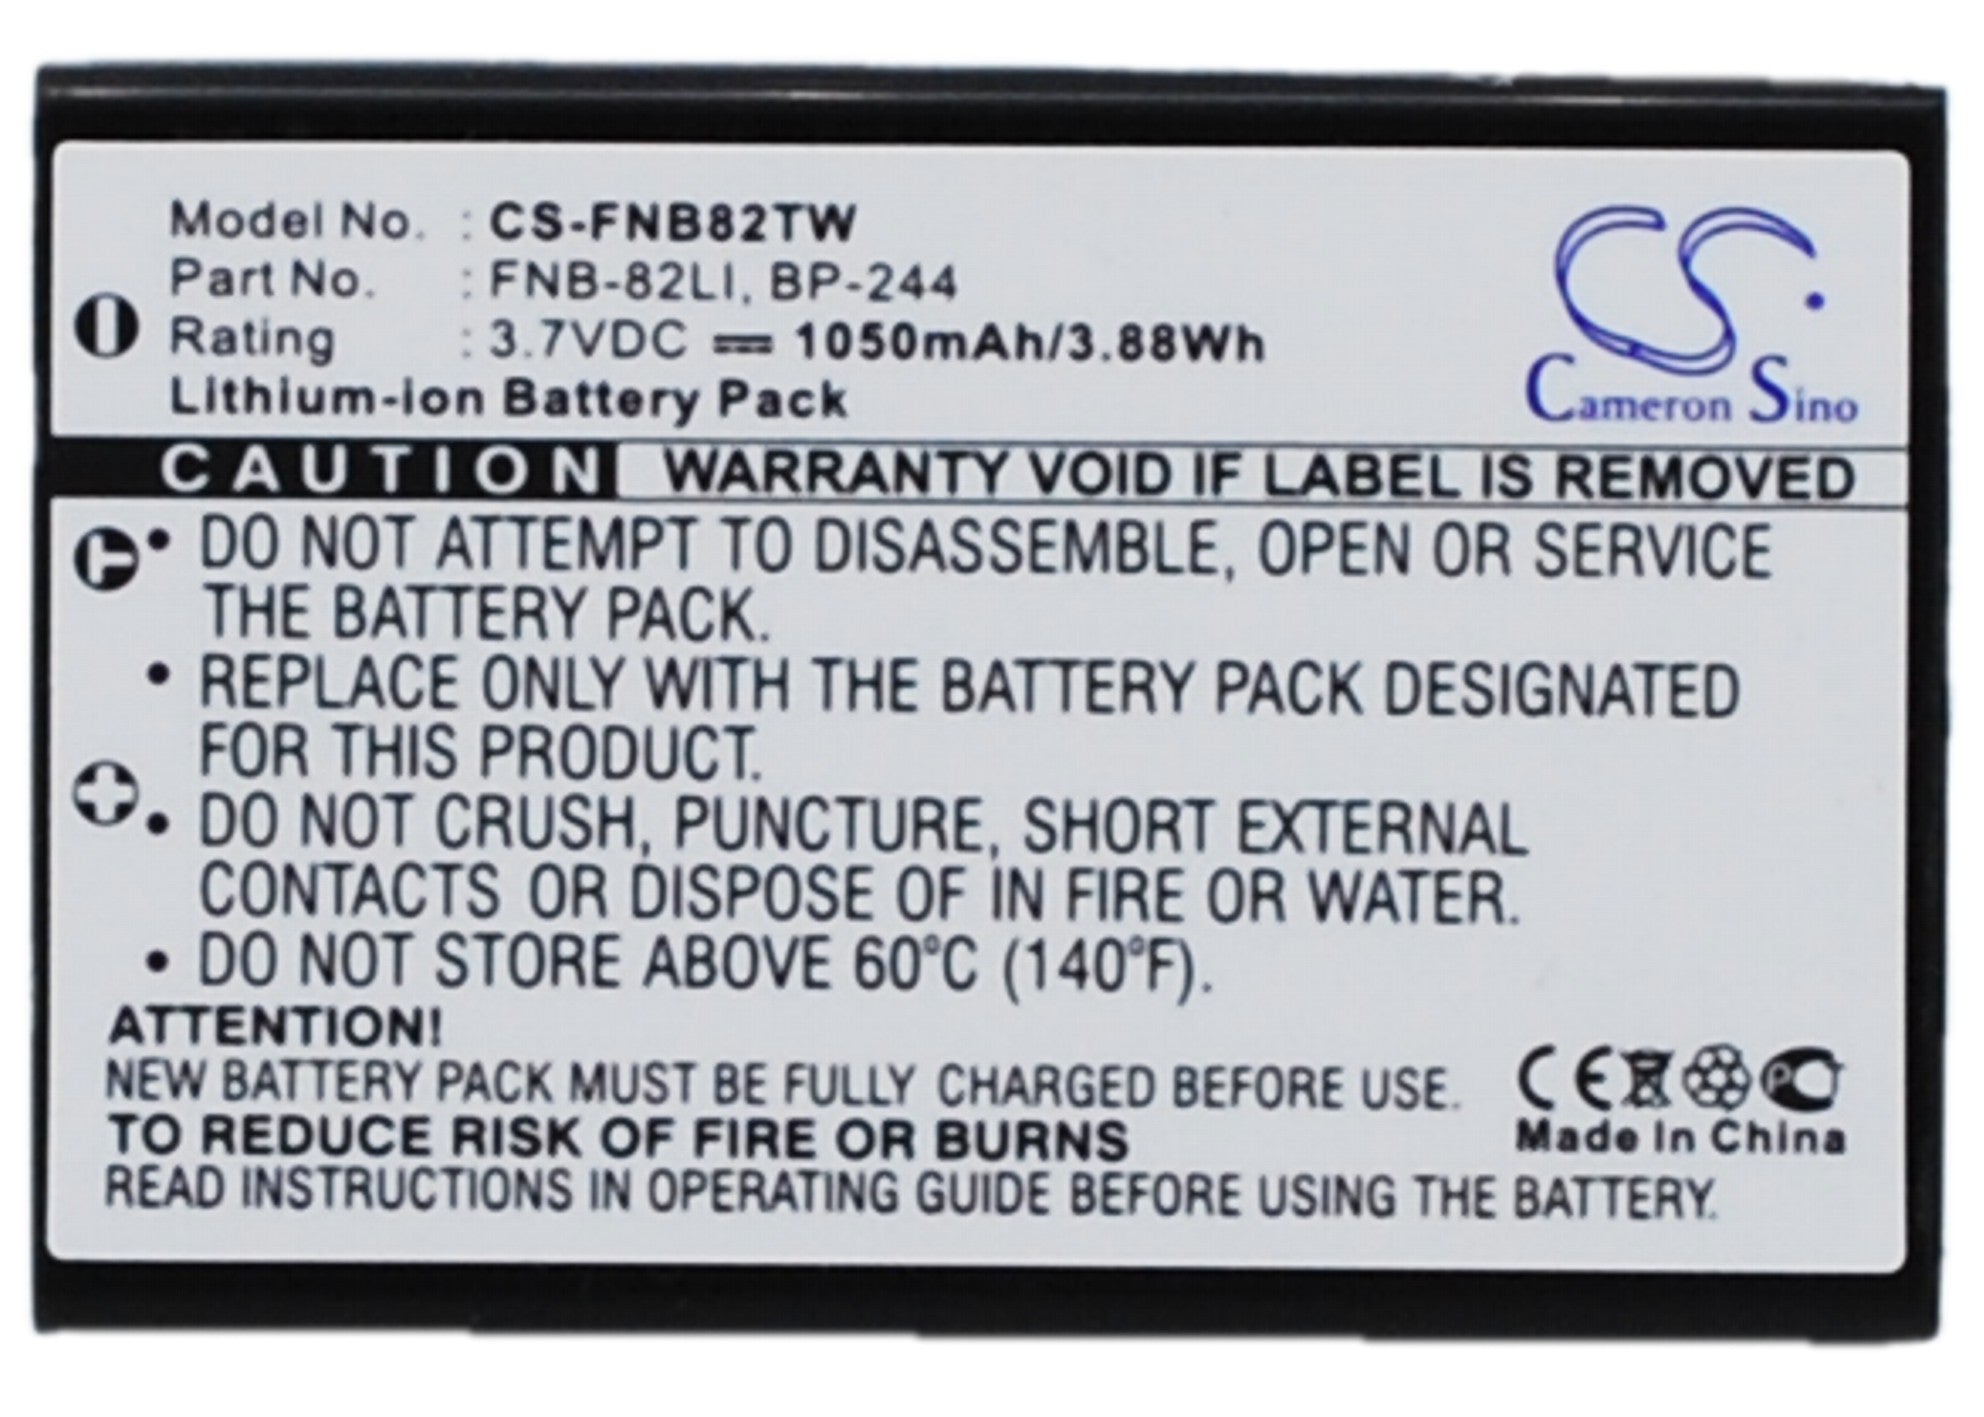 Model No. : CS-FNB82TW
Part No. : FNB-82LI, BP-244
Rating : 3.7VDC 1050mAh/3.88Wh
Lithium-ion Battery Pack
CS
Cameron Sino
CAUTION WARRANTY VOID IF LABEL IS REMOVED
• DO NOT ATTEMPT TO DISASSEMBLE, OPEN OR SERVICE
THE BATTERY PACK.
• REPLACE ONLY WITH THE BATTERY PACK DESIGNATED
FOR THIS PRODUCT.
• DO NOT CRUSH, PUNCTURE, SHORT EXTERNAL
CONTACTS OR DISPOSE OF IN FIRE OR WATER.
• DO NOT STORE ABOVE 60°C (140°F).
ATTENTION!
NEW BATTERY PACK MUST BE FULLY CHARGED BEFORE USE.
TO REDUCE RISK OF FIRE OR BURNS
READ INSTRUCTIONS IN OPERATING GUIDE BEFORE USING THE BATTERY.
CE PC
Made In China